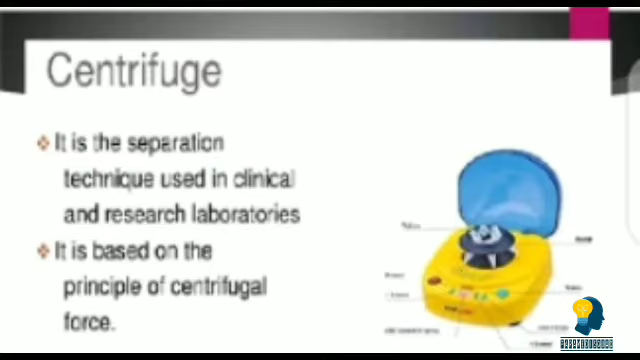 Centrifuge
It is the separation
technique used in clinical
and research laboratories
It is based on the
principle of centrifugal
force.